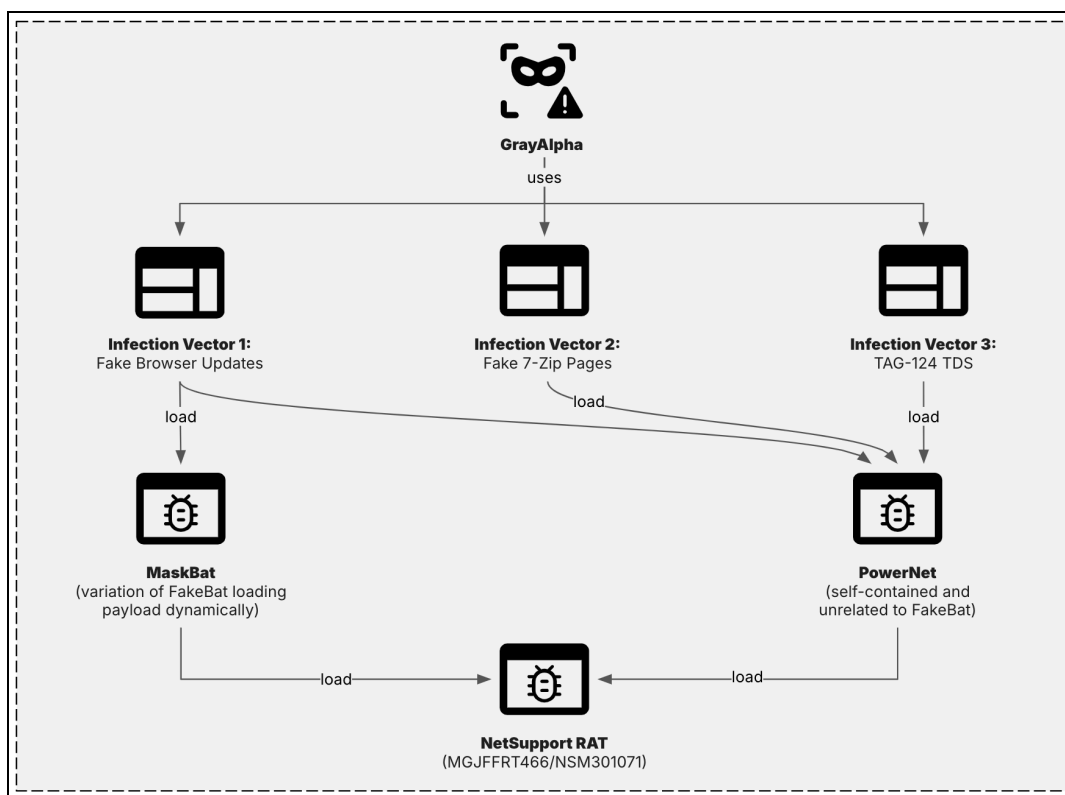 GrayAlpha
uses
Infection Vector 1:
Fake Browser Updates
Infection Vector 2:
Fake 7-Zip Pages
Infection Vector 3:
TAG-124 TDS
load
load
load
MaskBat
(variation of FakeBat loading
payload dynamically)
PowerNet
(self-contained and
unrelated to FakeBat)
load
load
NetSupport RAT
(MGJFFRT466/NSM301071)